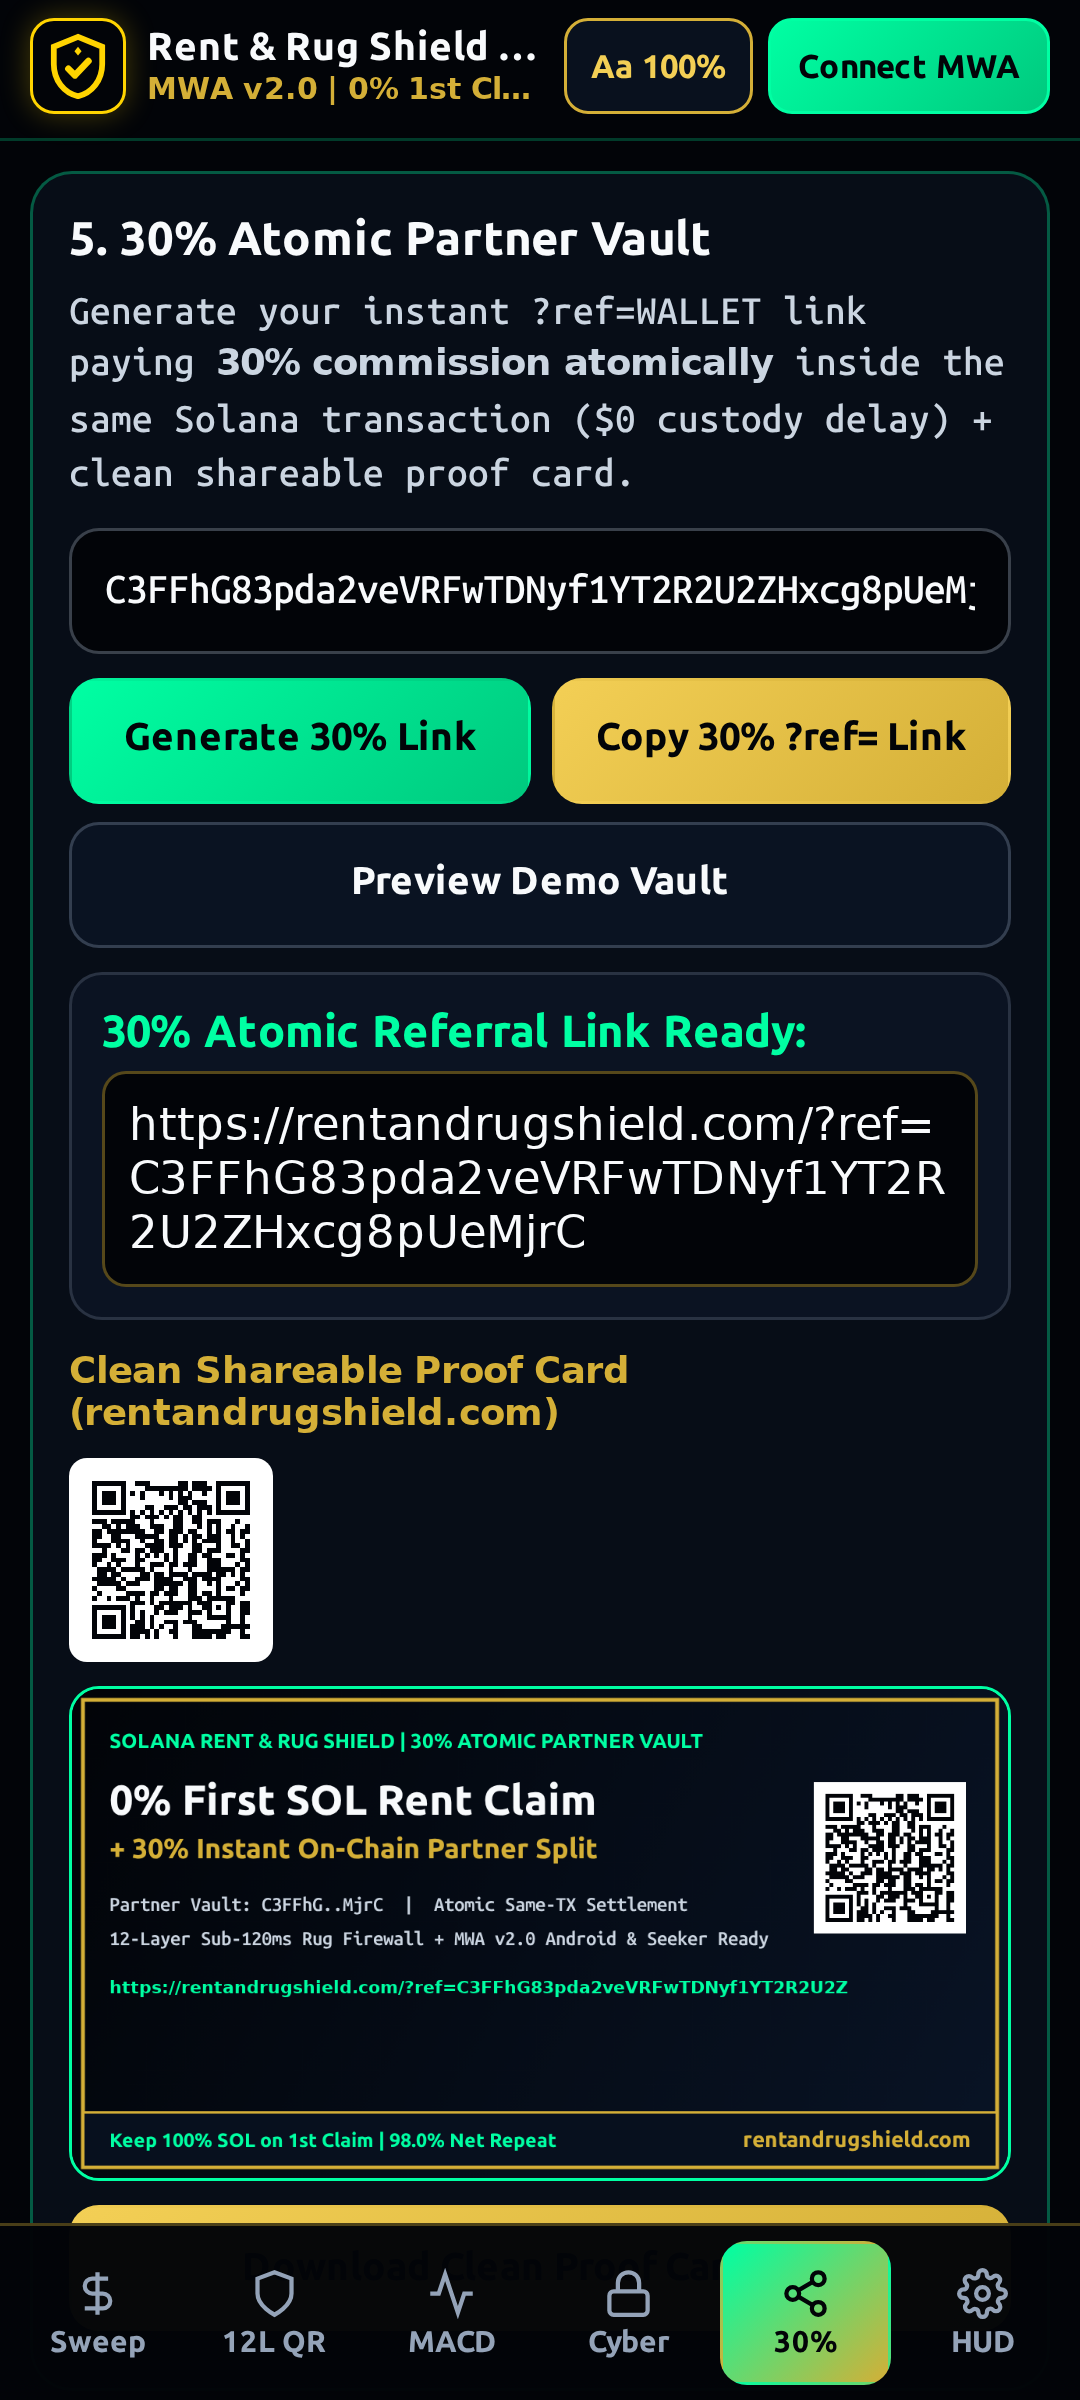 Rent & Rug Shield ...
MWA v2.0 | 0% 1st Cl...
Aa 100%
Connect MWA
5. 30% Atomic Partner Vault
Generate your instant ?ref=WALLET link
paying 30% commission atomically inside the
same Solana transaction ($0 custody delay) +
clean shareable proof card.
C3FFhG83pda2veVRFwTDNyf1YT2R2U2ZHxcg8pUeMj
Generate 30% Link
Copy 30% ?ref= Link
Preview Demo Vault
30% Atomic Referral Link Ready:
https://rentandrugshield.com/?ref=
C3FFhG83pda2veVRFwTDNyf1YT2R
2U2ZHxcg8pUeMjrC
Clean Shareable Proof Card
(rentandrugshield.com)
SOLANA RENT & RUG SHIELD | 30% ATOMIC PARTNER VAULT
0% First SOL Rent Claim
+ 30% Instant On-Chain Partner Split
Partner Vault: C3FFhG..MjrC | Atomic Same-TX Settlement
12-Layer Sub-120ms Rug Firewall + MWA v2.0 Android & Seeker Ready
https://rentandrugshield.com/?ref=C3FFhG83pda2veVRFwTDNyf1YT2R2U2Z
Keep 100% SOL on 1st Claim | 98.0% Net Repeat
rentandrugshield.com
Download Clean Proof Ca
Sweep
12L QR
MACD
Cyber
30%
HUD